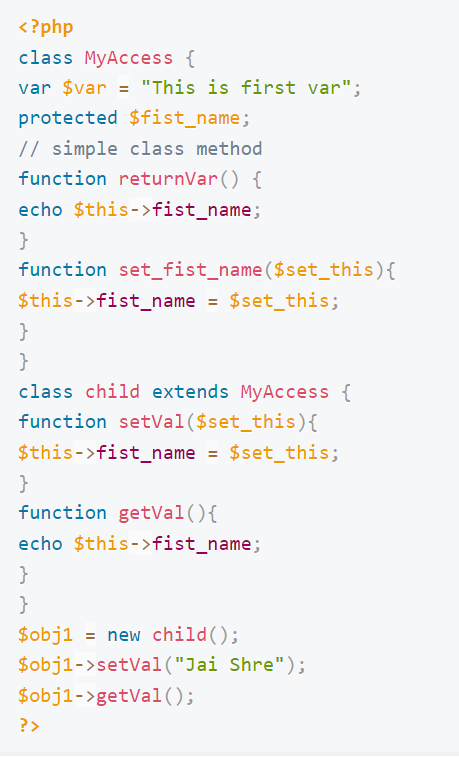 <?php
class MyAccess {
var $var = "This is first var";
protected $fist_name;
// simple class method
function returnVar() {
echo $this->fist_name;
}
function set_fist_name($set_this){
$this->fist_name = $set_this;
}
}
class child extends MyAccess {
function setVal($set_this){
$this->fist_name = $set_this;
}
function getVal(){
echo $this->fist_name;
}
}
$obj1 = new child();
$obj1->setVal("Jai Shre");
$obj1->getVal();
?>